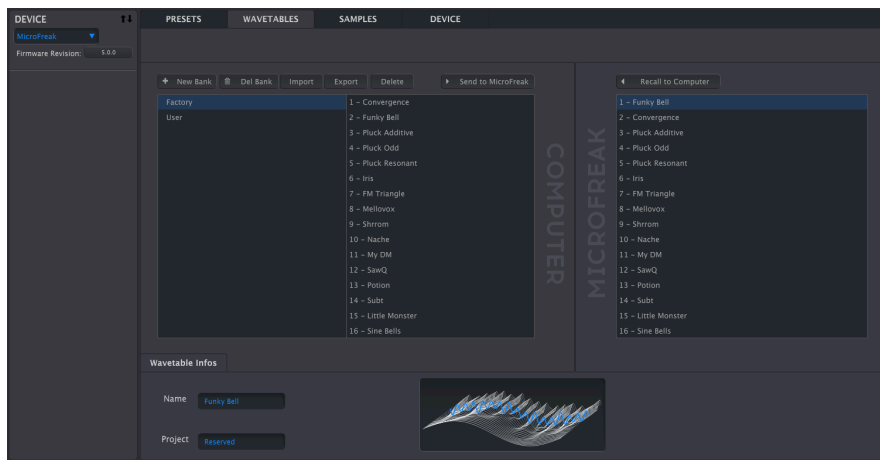 DEVICE
MicroFreak
Firmware Revision: 5.0.0
PRESETS WAVETABLES SAMPLES DEVICE
New Bank Del Bank Import Export Delete Send to MicroFreak
Factory
User
1 – Convergence
2 – Funky Bell
3 – Pluck Additive
4 – Pluck Odd
5 – Pluck Resonant
6 – Iris
7 – FM Triangle
8 – Mellovox
9 – Shrrom
10 – Nache
11 – My DM
12 – SawQ
13 – Potion
14 – Subt
15 – Little Monster
16 – Sine Bells
COMPUTER
MICROFREAK
Recall to Computer
1 – Funky Bell
2 – Convergence
3 – Pluck Additive
4 – Pluck Odd
5 – Pluck Resonant
6 – Iris
7 – FM Triangle
8 – Mellovox
9 – Shrrom
10 – Nache
11 – My DM
12 – SawQ
13 – Potion
14 – Subt
15 – Little Monster
16 – Sine Bells
Wavetable Infos
Name Funky Bell
Project Reserved